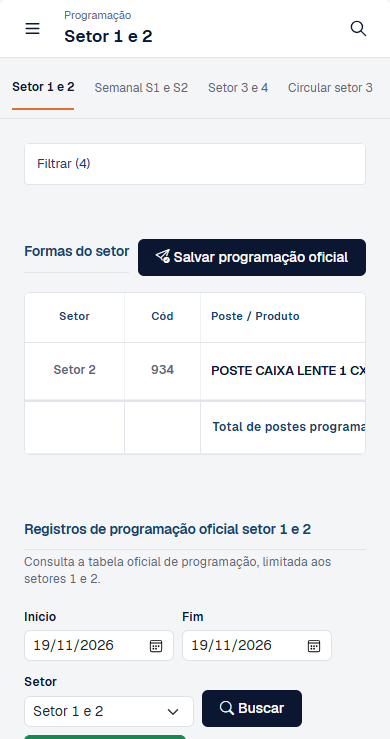 Programação
Setor 1 e 2
Setor 1 e 2 Semanal S1 e S2 Setor 3 e 4 Circular setor 3
Filtrar (4)
Formas do setor
Salvar programação oficial
Setor Cód Poste / Produto
Setor 2 934 POSTE CAIXA LENTE 1 CX
Total de postes programa
Registros de programação oficial setor 1 e 2
Consulta a tabela oficial de programação, limitada aos
setores 1 e 2.
Início Fim
19/11/2026 19/11/2026
Setor
Setor 1 e 2 Buscar